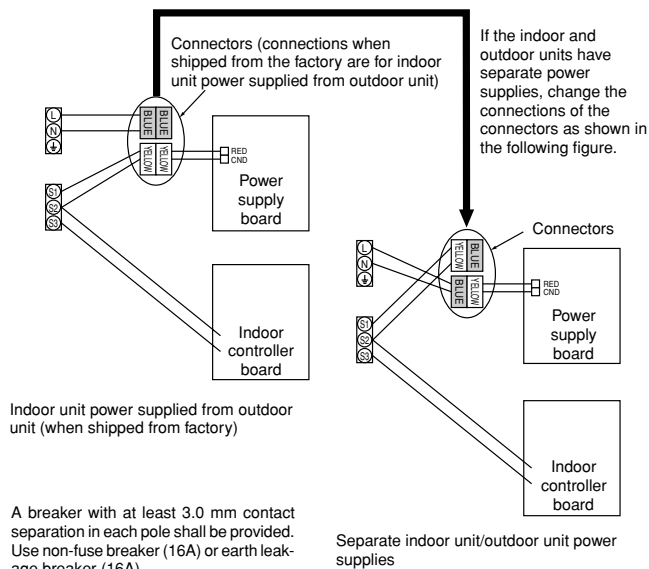 Connectors (connections when
shipped from the factory are for indoor
unit power supplied from outdoor unit)
If the indoor and
outdoor units have
separate power
supplies, change the
connections of the
connectors as shown in
the following figure.
L
N
BLUE
BLUE
YELLOW
YELLOW
RED
CND
Power
supply
board
S1
S2
S3
Indoor
controller
board
Indoor unit power supplied from outdoor
unit (when shipped from factory)
Connectors
L
N
YELLOW
BLUE
BLUE
YELLOW
RED
CND
Power
supply
board
S1
S2
S3
Indoor
controller
board
Separate indoor unit/outdoor unit power
supplies
A breaker with at least 3.0 mm contact
separation in each pole shall be provided.
Use non-fuse breaker (16A) or earth leak-
age breaker (16A)